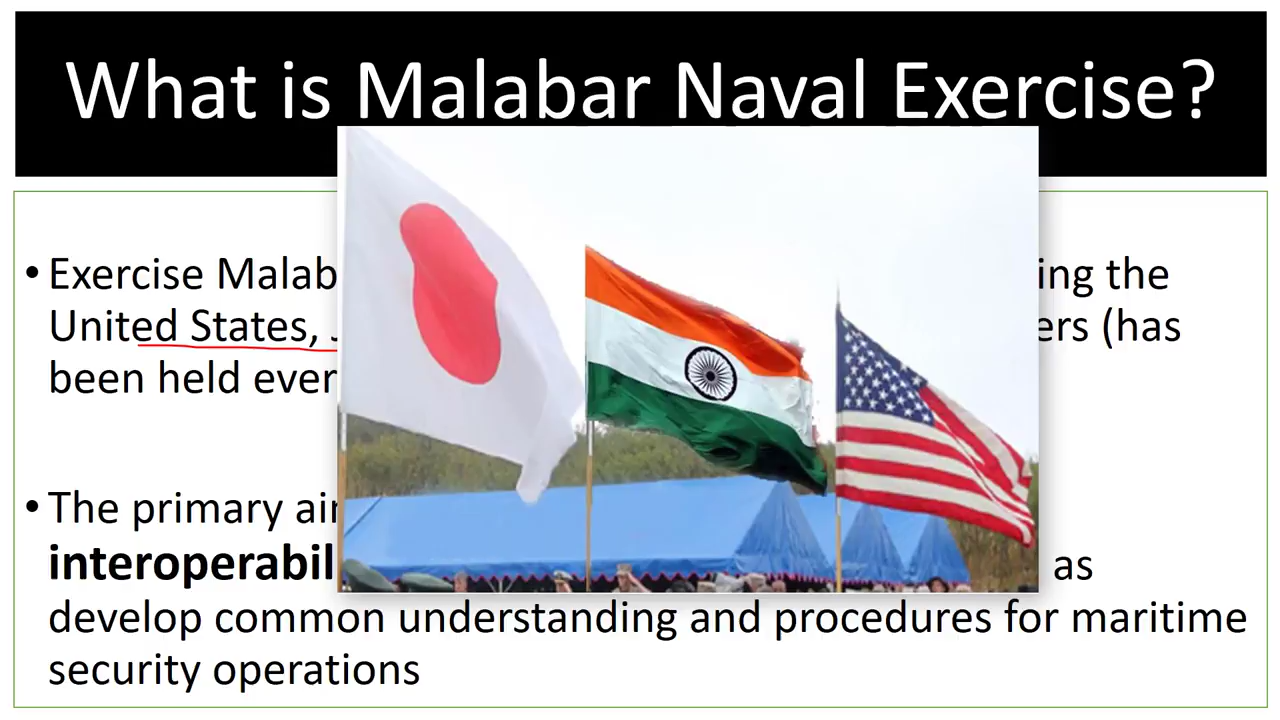 What is Malabar Naval Exercise?
• Exercise Malab ing the
United States, J ers (has
been held ever
• The primary air
interoperabil as
develop common understanding and procedures for maritime
security operations